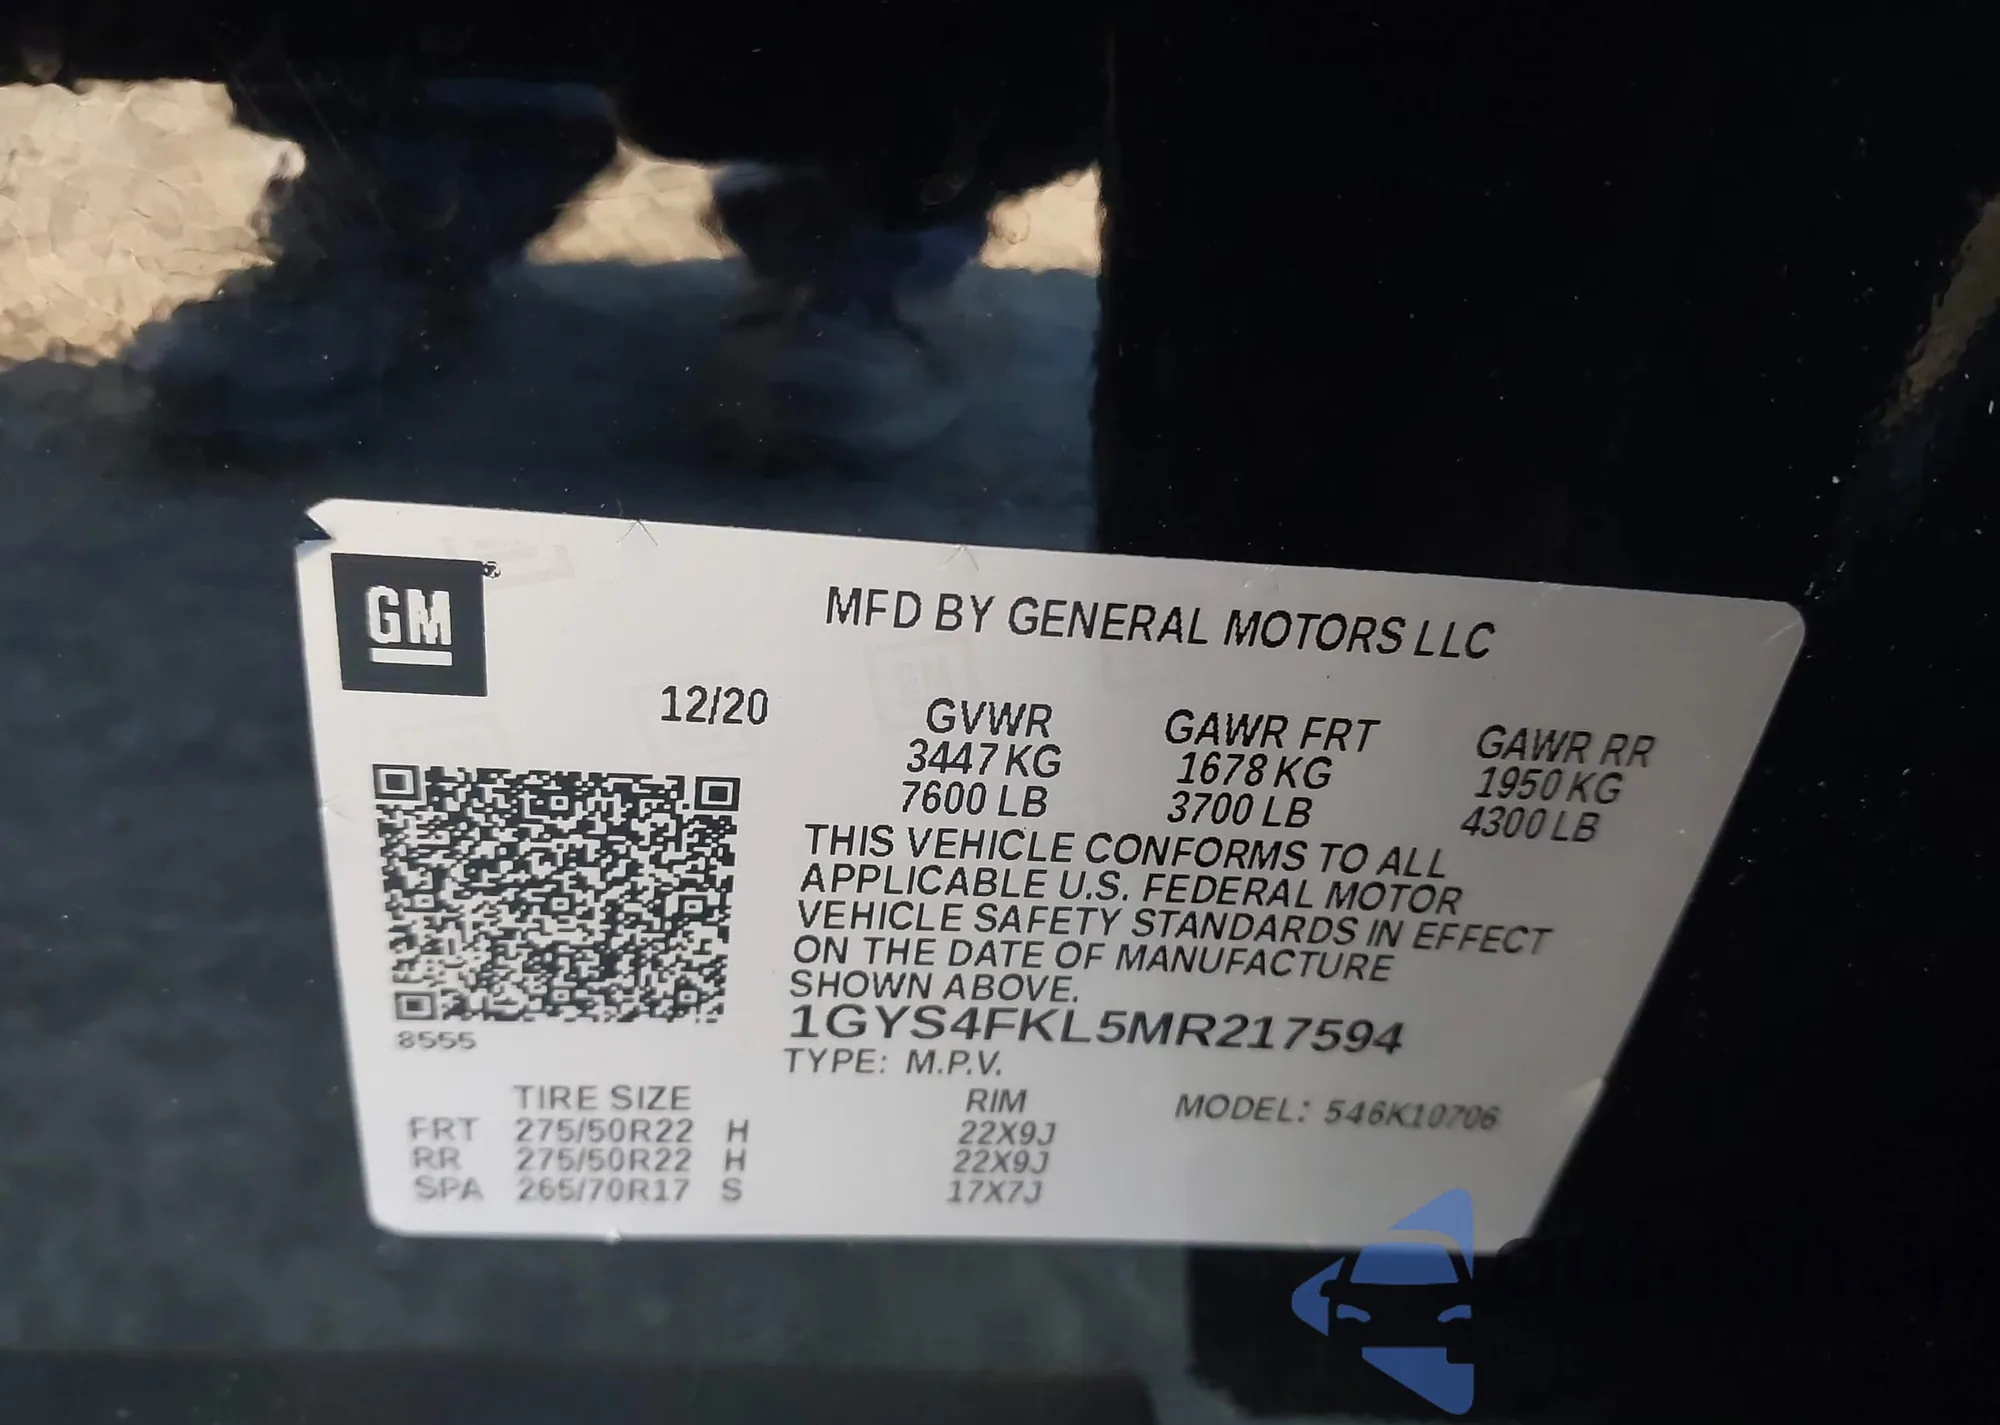 GM
MFD BY GENERAL MOTORS LLC
12/20
GVWR GAWR FRT GAWR RR
3447 KG 1678 KG 1950 KG
7600 LB 3700 LB 4300 LB
THIS VEHICLE CONFORMS TO ALL
APPLICABLE U.S. FEDERAL MOTOR
VEHICLE SAFETY STANDARDS IN EFFECT
ON THE DATE OF MANUFACTURE
SHOWN ABOVE.
1GYS4FKL5MR217594
8555
TYPE: M.P.V.
TIRE SIZE RIM MODEL: 546K10706
FRT 275/50R22 H 22X9J
RR 275/50R22 H 22X9J
SPA 265/70R17 S 17X7J